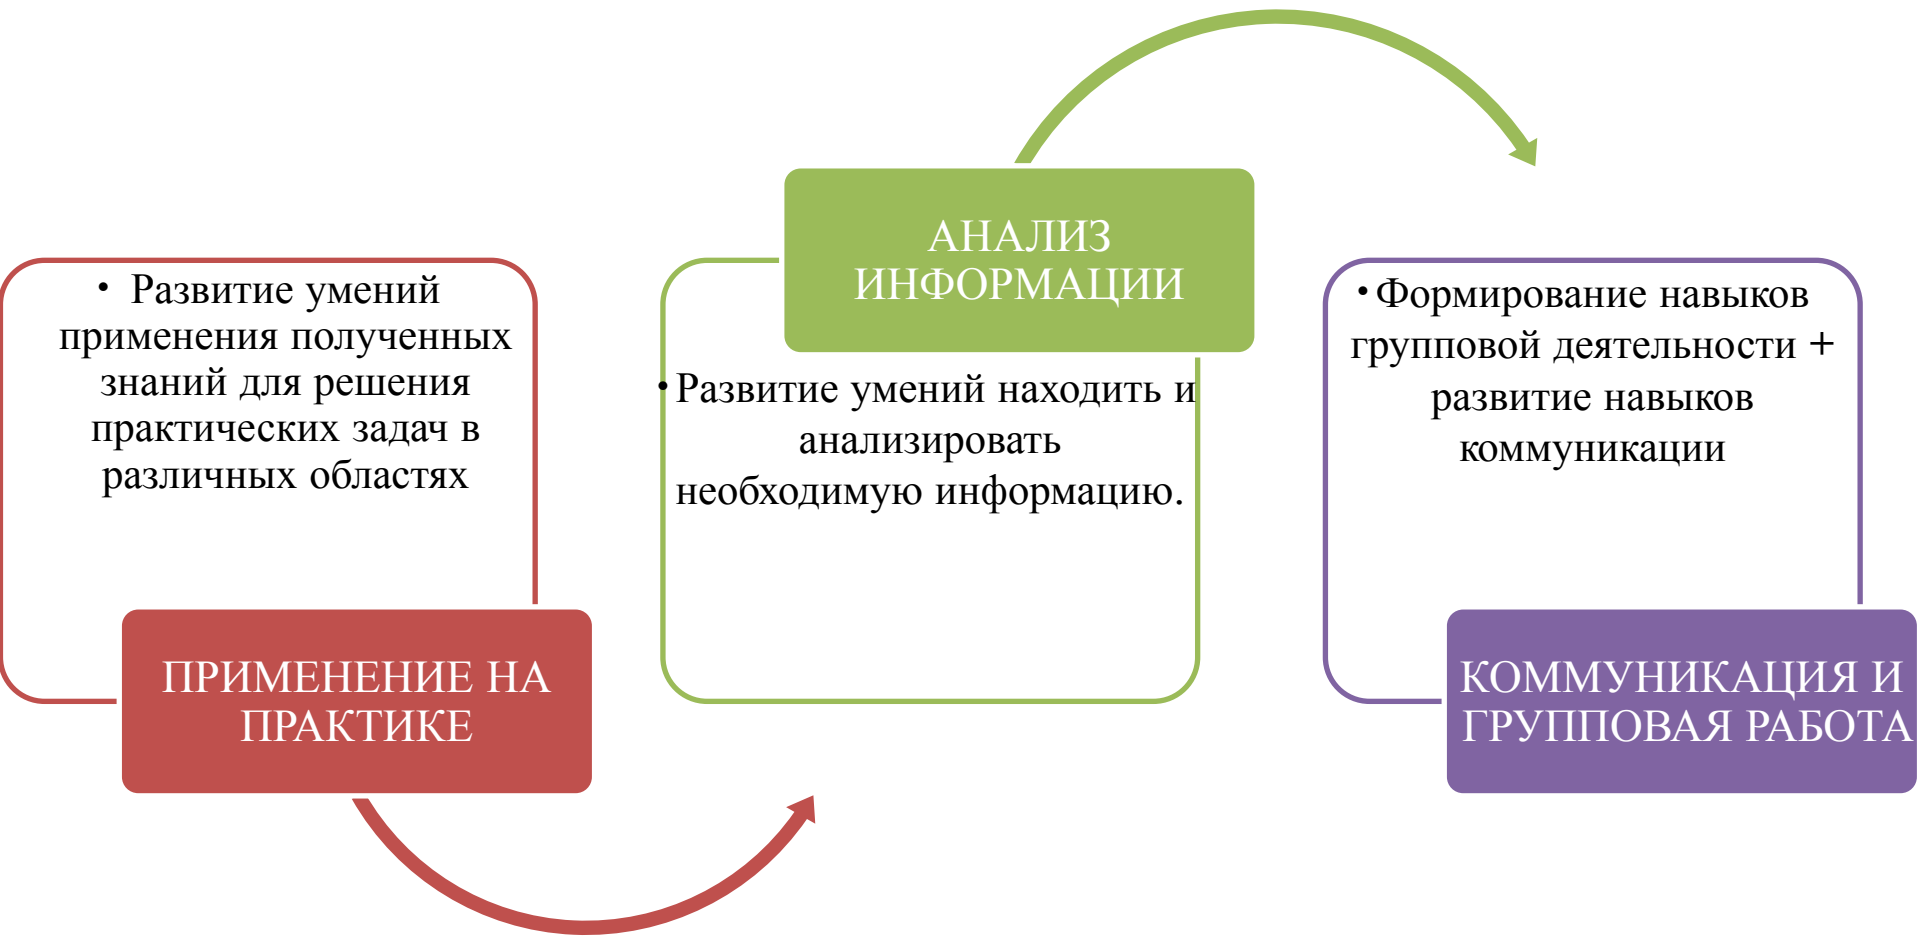 • Развитие умений
применения полученных
знаний для решения
практических задач в
различных областях
ПРИМЕНЕНИЕ НА
ПРАКТИКЕ
АНАЛИЗ
ИНФОРМАЦИИ
• Развитие умений находить и
анализировать
необходимую информацию.
• Формирование навыков
групповой деятельности +
развитие навыков
коммуникации
КОММУНИКАЦИЯ И
ГРУППОВАЯ РАБОТА